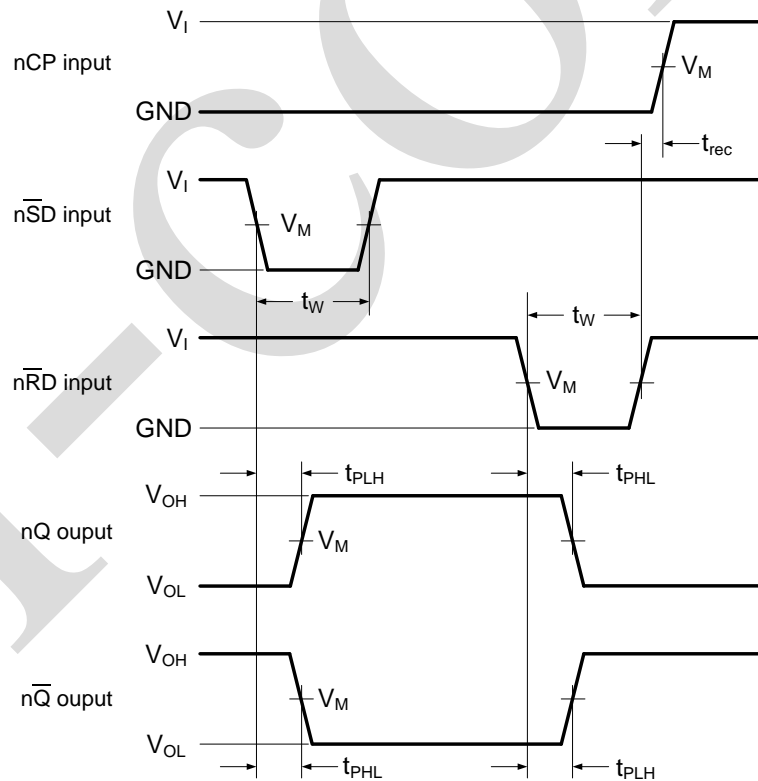 V_I
nCP input
V_M
GND
t_rec
V_I
nS̅D input
V_M
GND
t_W
t_W
V_I
nR̅D input
V_M
GND
t_PLH
t_PHL
V_OH
nQ ouput
V_M
V_OL
V_OH
nQ̅ ouput
V_M
V_OL
t_PHL
t_PLH